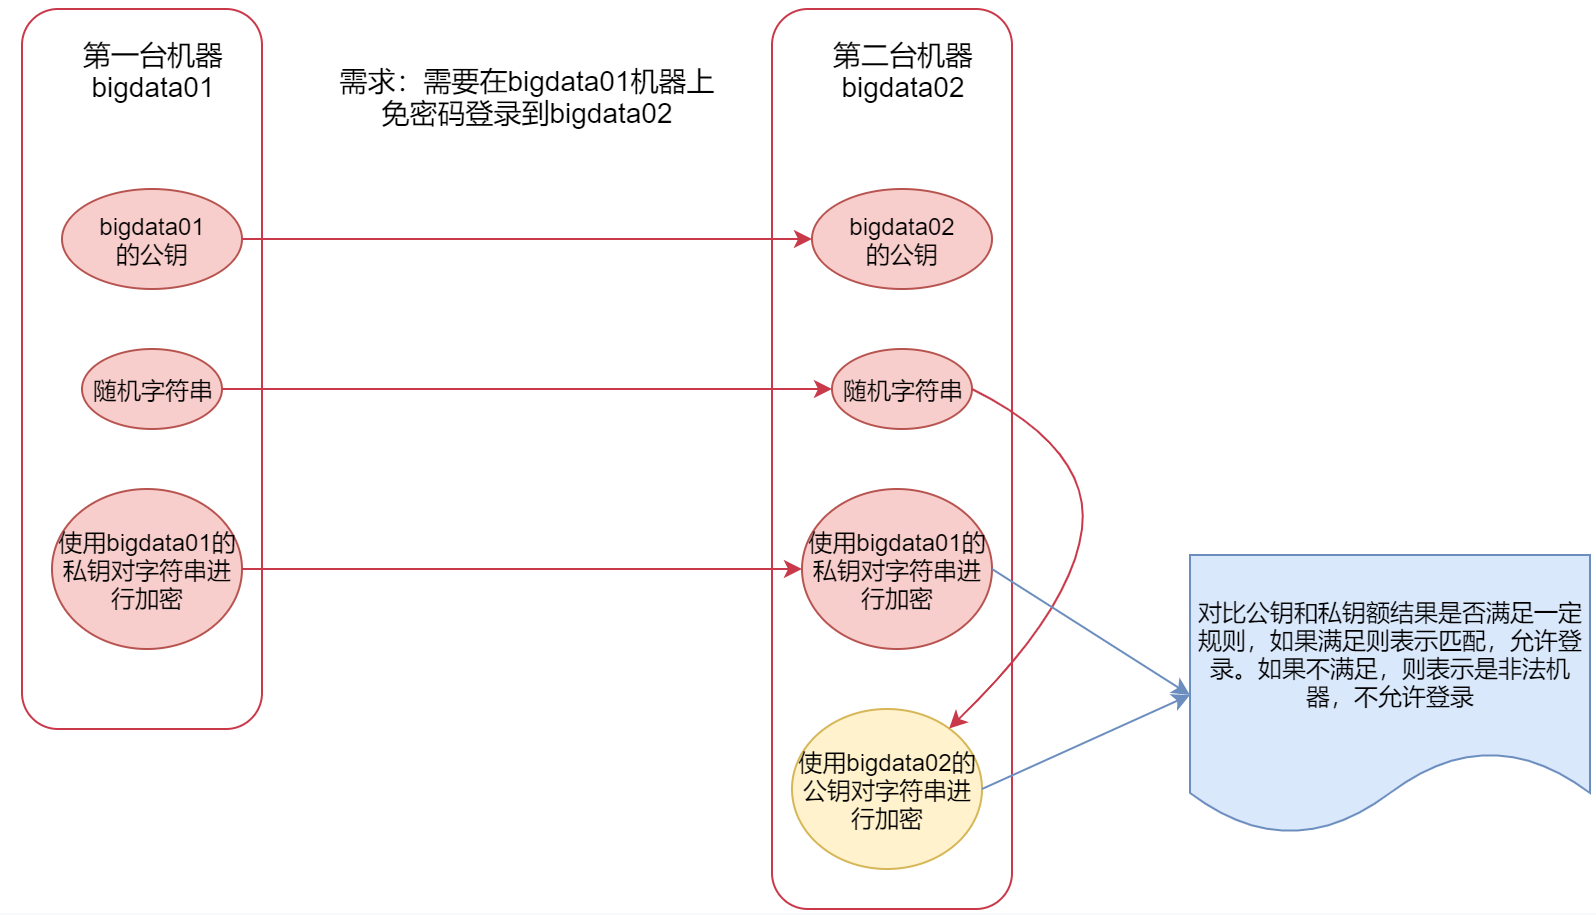 第一台机器
bigdata01
需求：需要在bigdata01机器上
免密码登录到bigdata02
第二台机器
bigdata02
bigdata01
的公钥
bigdata02
的公钥
随机字符串
随机字符串
使用bigdata01的
私钥对字符串进
行加密
使用bigdata01的
私钥对字符串进
行加密
对比公钥和私钥额结果是否满足一定
规则，如果满足则表示匹配，允许登
录。如果不满足，则表示是非法机
器，不允许登录
使用bigdata02的
公钥对字符串进
行加密